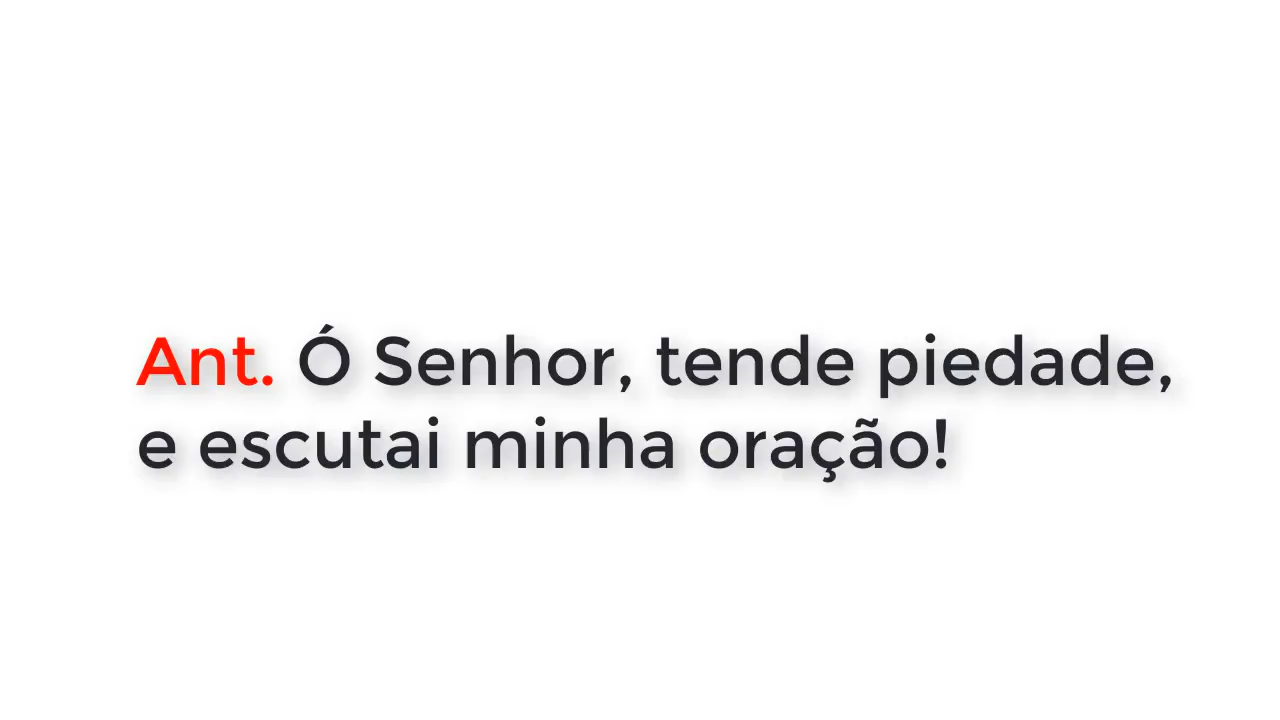 Ant. Ó Senhor, tende piedade,
e escutai minha oração!